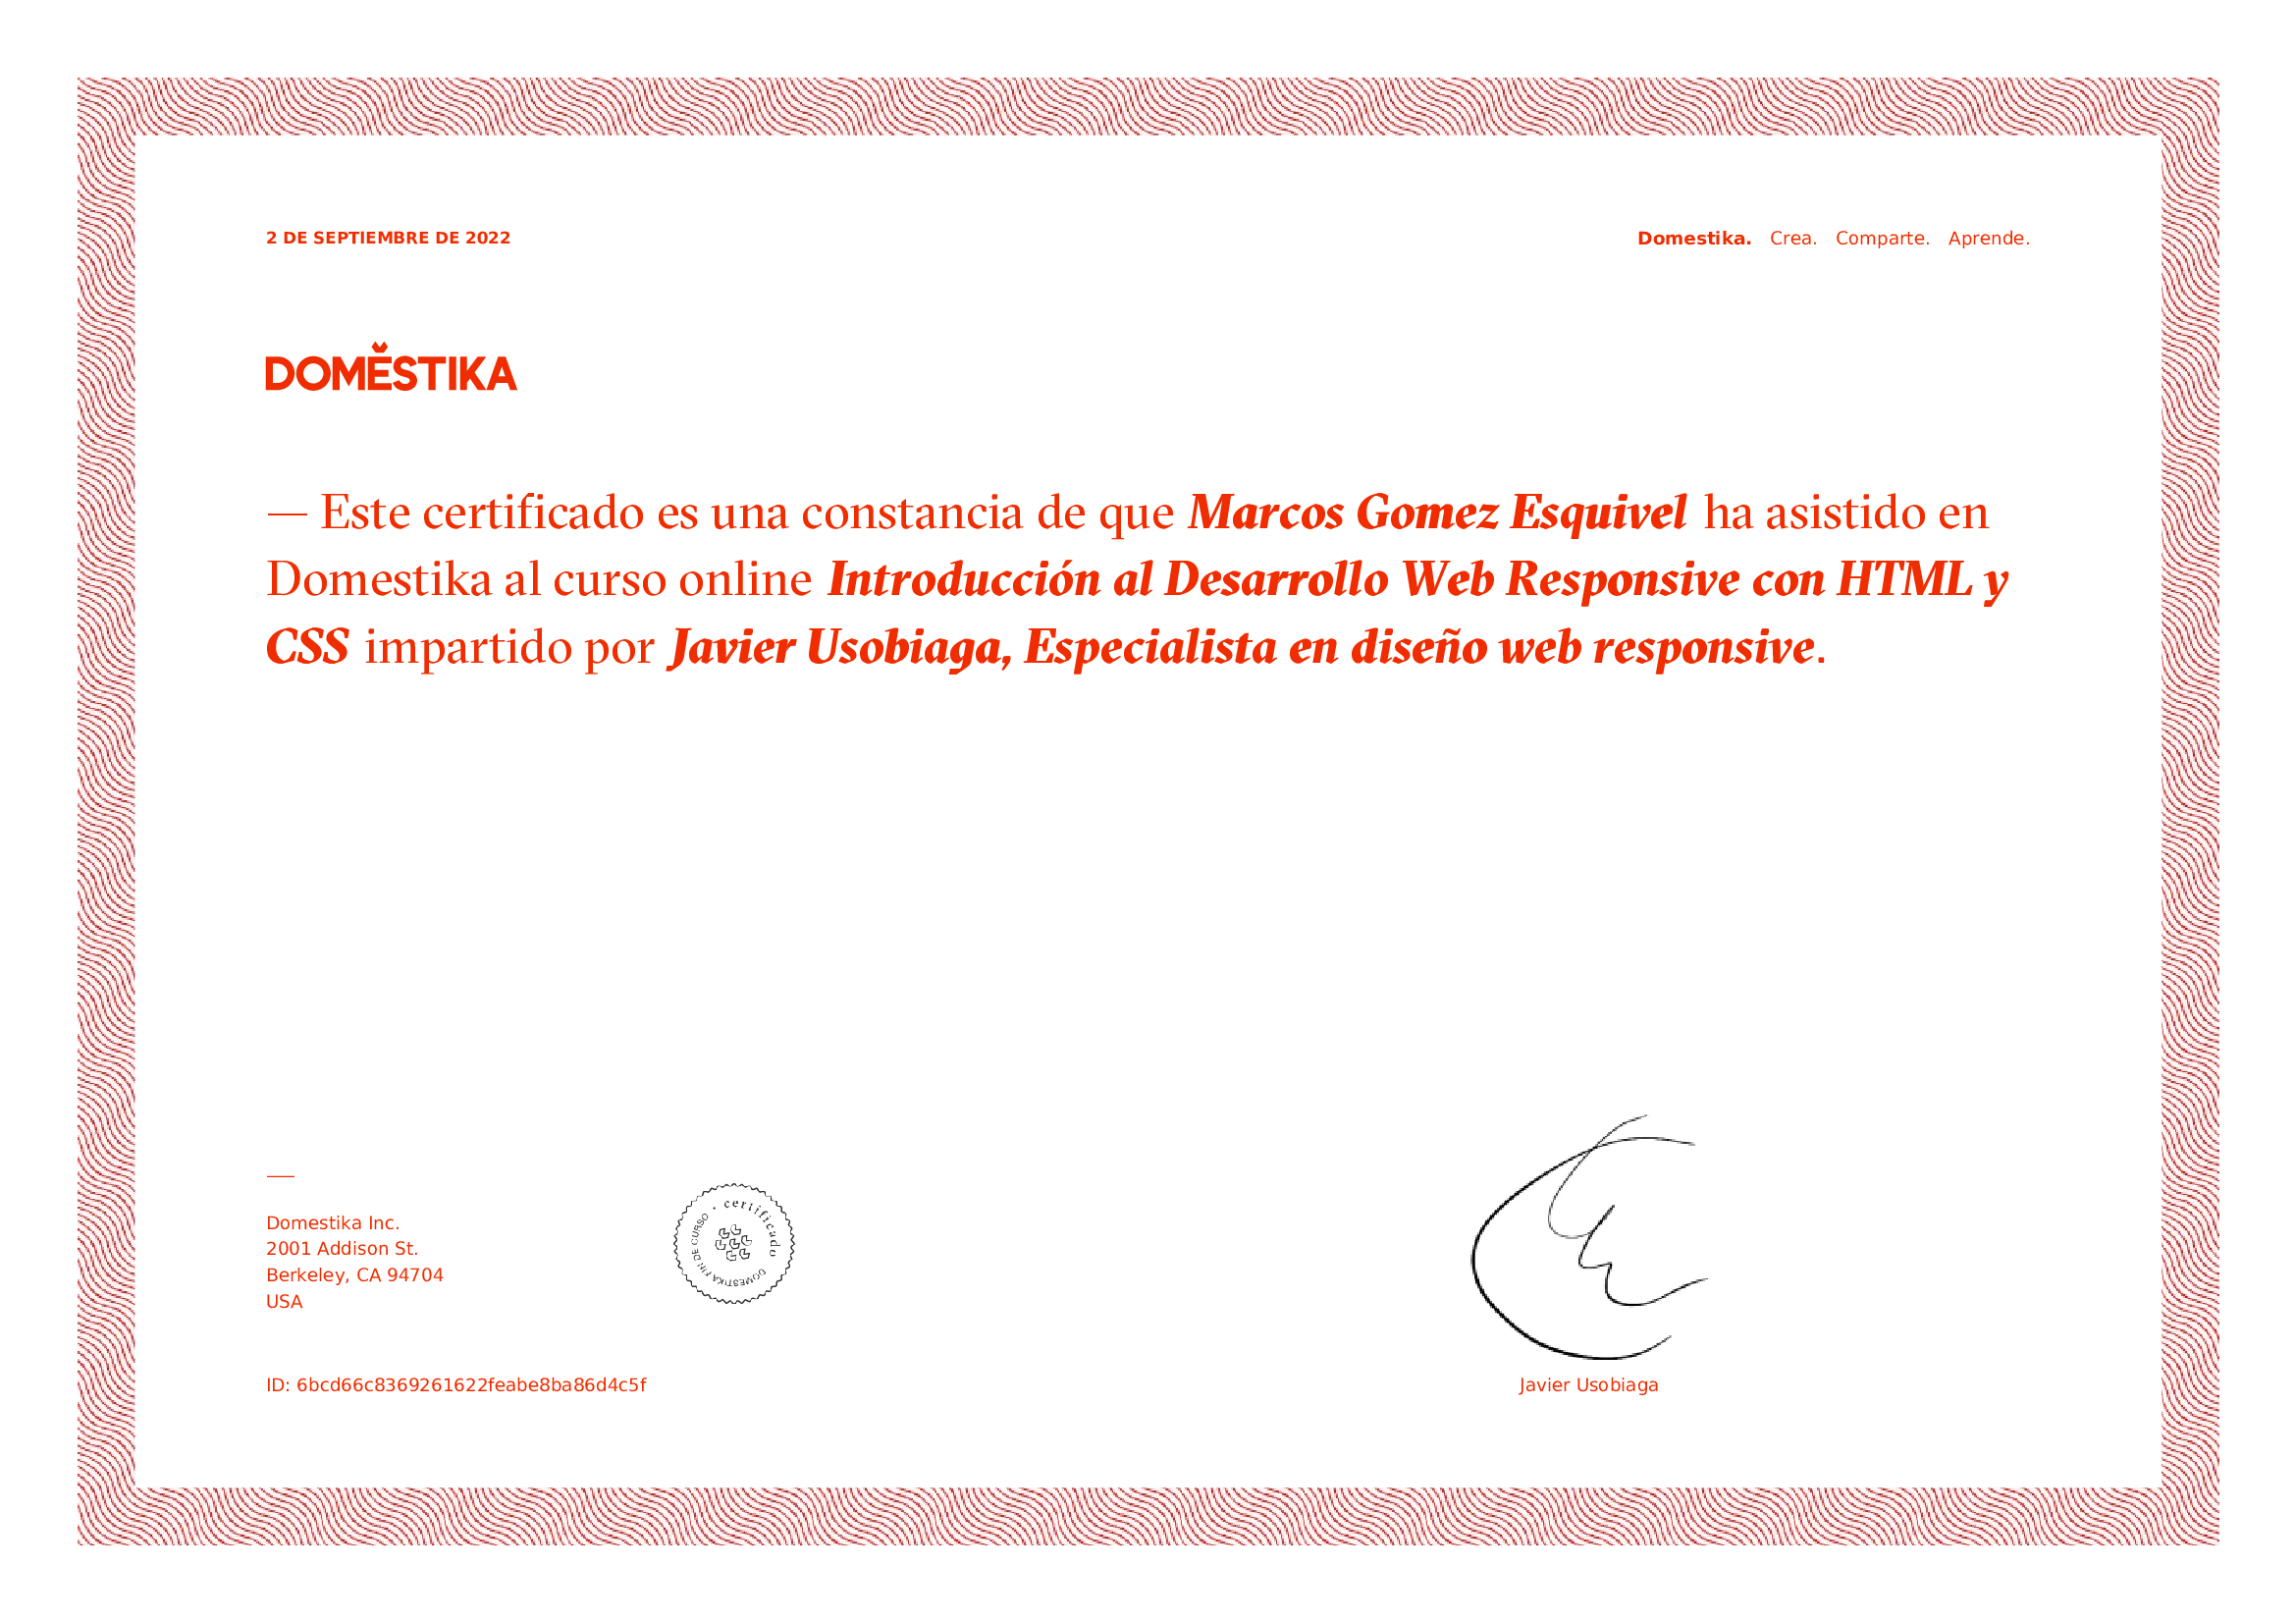 2 DE SEPTIEMBRE DE 2022
Domestika. Crea. Comparte. Aprende.
DOMĚSTIKA
— Este certificado es una constancia de que Marcos Gomez Esquivel ha asistido en
Domestika al curso online Introducción al Desarrollo Web Responsive con HTML y
CSS impartido por Javier Usobiaga, Especialista en diseño web responsive.
—
Domestika Inc.
2001 Addison St.
Berkeley, CA 94704
USA
certificado
DOMESTIKA FIN DE CURSO
ID: 6bcd66c8369261622feabe8ba86d4c5f
Javier Usobiaga